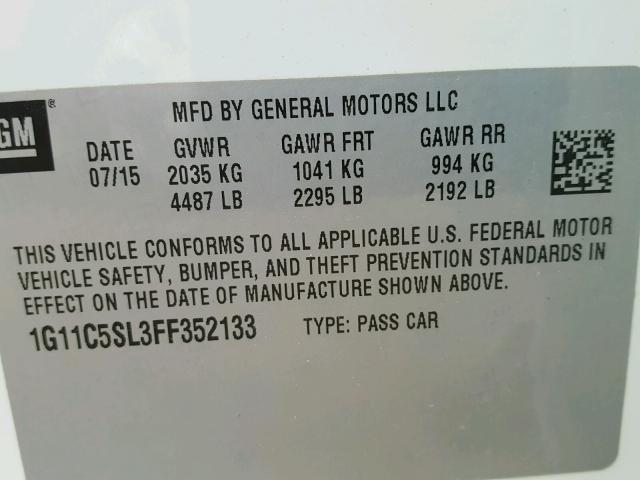 GM®
MFD BY GENERAL MOTORS LLC
DATE GVWR GAWR FRT GAWR RR
07/15 2035 KG 1041 KG 994 KG
4487 LB 2295 LB 2192 LB
THIS VEHICLE CONFORMS TO ALL APPLICABLE U.S. FEDERAL MOTOR
VEHICLE SAFETY, BUMPER, AND THEFT PREVENTION STANDARDS IN
EFFECT ON THE DATE OF MANUFACTURE SHOWN ABOVE.
1G11C5SL3FF352133 TYPE: PASS CAR